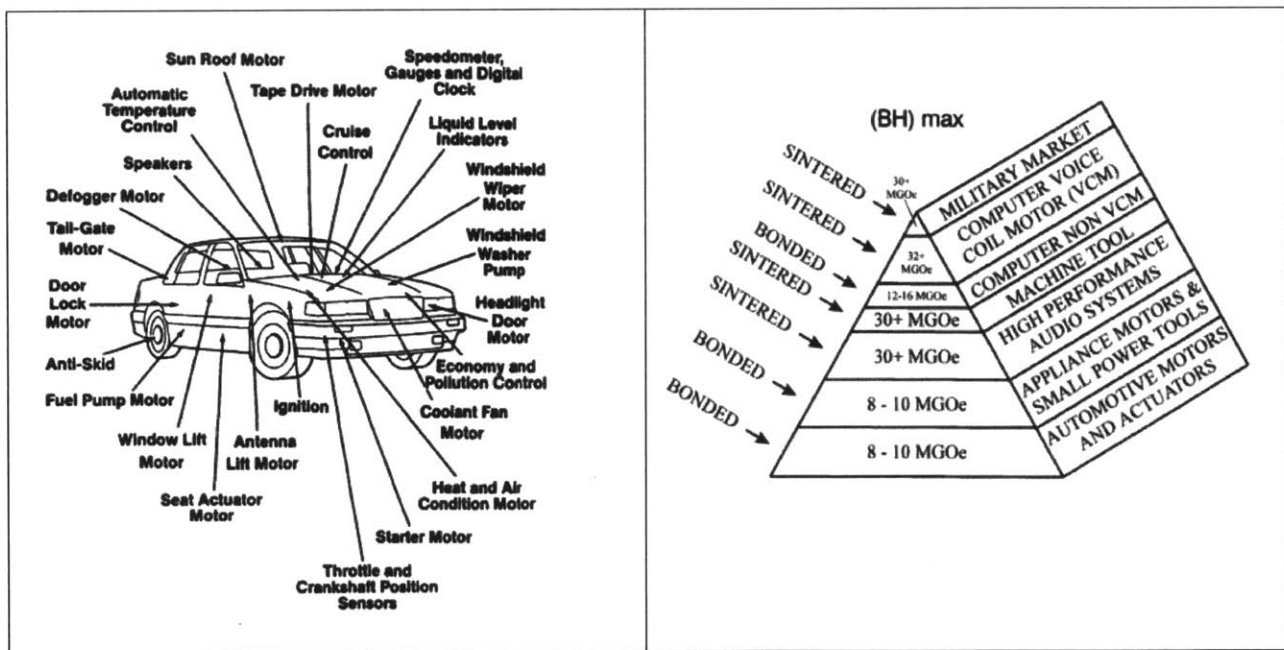 Sun Roof Motor
Speedometer,
Gauges and Digital
Clock
Automatic
Temperature
Control
Tape Drive Motor
Cruise
Control
Liquid Level
Indicators
Speakers
Windshield
Wiper
Motor
Defogger Motor
Tail-Gate
Motor
Windshield
Washer
Pump
Door
Lock
Motor
Headlight
Door
Motor
Anti-Skid
Economy and
Pollution Control
Fuel Pump Motor
Ignition
Coolant Fan
Motor
Window Lift
Motor
Antenna
Lift Motor
Seat Actuator
Motor
Heat and Air
Condition Motor
Starter Motor
Throttle and
Crankshaft Position
Sensors
(BH) max
SINTERED
SINTERED
BONDED
SINTERED
SINTERED
BONDED
BONDED
30+
MGOe
32+
MGOe
12-16 MGOe
30+ MGOe
30+ MGOe
8 - 10 MGOe
8 - 10 MGOe
MILITARY MARKET
COMPUTER VOICE
COIL MOTOR (VCM)
COMPUTER NON VCM
MACHINE TOOL
HIGH PERFORMANCE
AUDIO SYSTEMS
APPLIANCE MOTORS &
SMALL POWER TOOLS
AUTOMOTIVE MOTORS
AND ACTUATORS